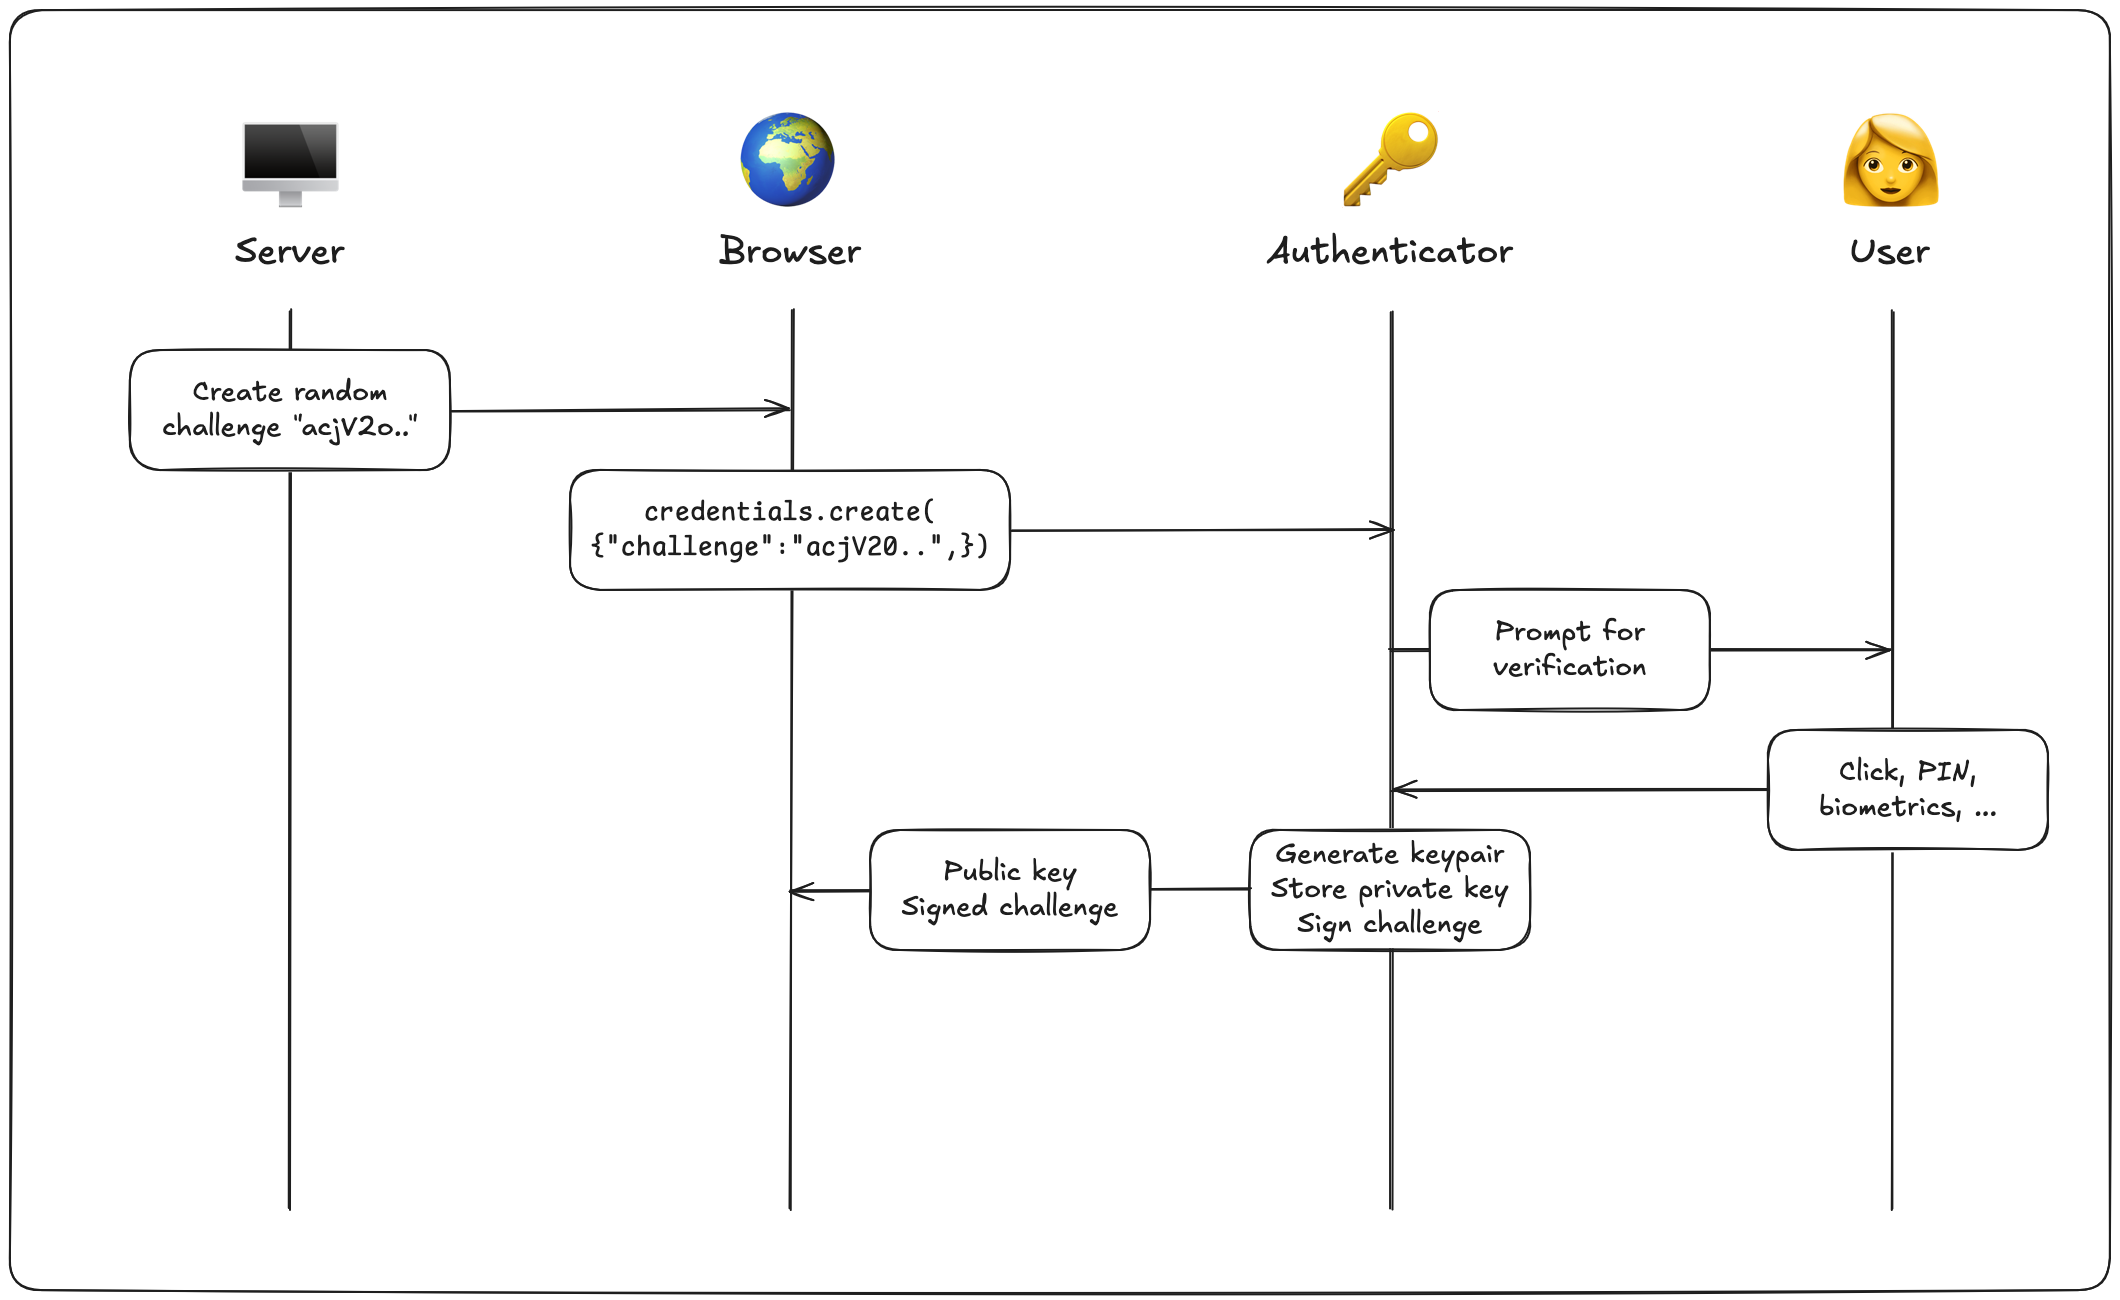 Server
Browser
Authenticator
User
Create random
challenge "acjV2o.."
credentials.create(
{"challenge":"acjV20..",})
Prompt for
verification
Click, PIN,
biometrics, ...
Public key
Signed challenge
Generate keypair
Store private key
Sign challenge